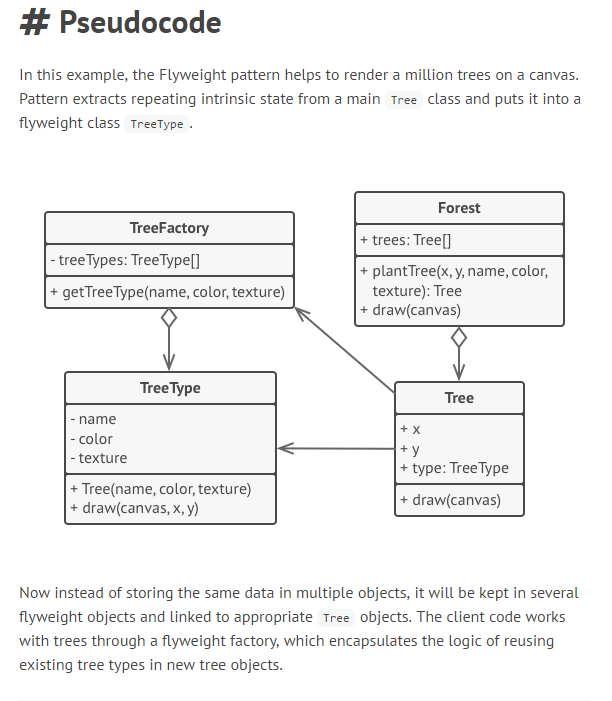 # Pseudocode
In this example, the Flyweight pattern helps to render a million trees on a canvas.
Pattern extracts repeating intrinsic state from a main Tree class and puts it into a
flyweight class TreeType .
TreeFactory
- treeTypes: TreeType[]
+ getTreeType(name, color, texture)
Forest
+ trees: Tree[]
+ plantTree(x, y, name, color,
texture): Tree
+ draw(canvas)
TreeType
- name
- color
- texture
+ Tree(name, color, texture)
+ draw(canvas, x, y)
Tree
+ x
+ y
+ type: TreeType
+ draw(canvas)
Now instead of storing the same data in multiple objects, it will be kept in several
flyweight objects and linked to appropriate Tree objects. The client code works
with trees through a flyweight factory, which encapsulates the logic of reusing
existing tree types in new tree objects.